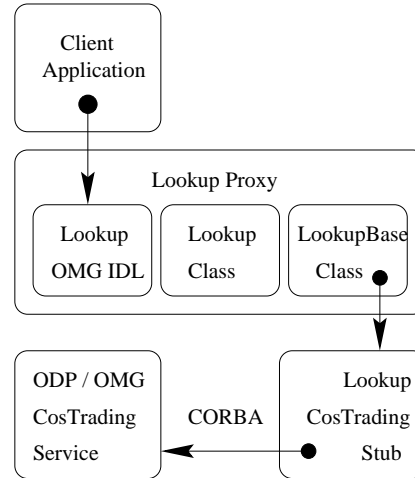 Client
Application
Lookup Proxy
Lookup
OMG IDL
Lookup
Class
LookupBase
Class
ODP / OMG
CosTrading
Service
CORBA
Lookup
CosTrading
Stub